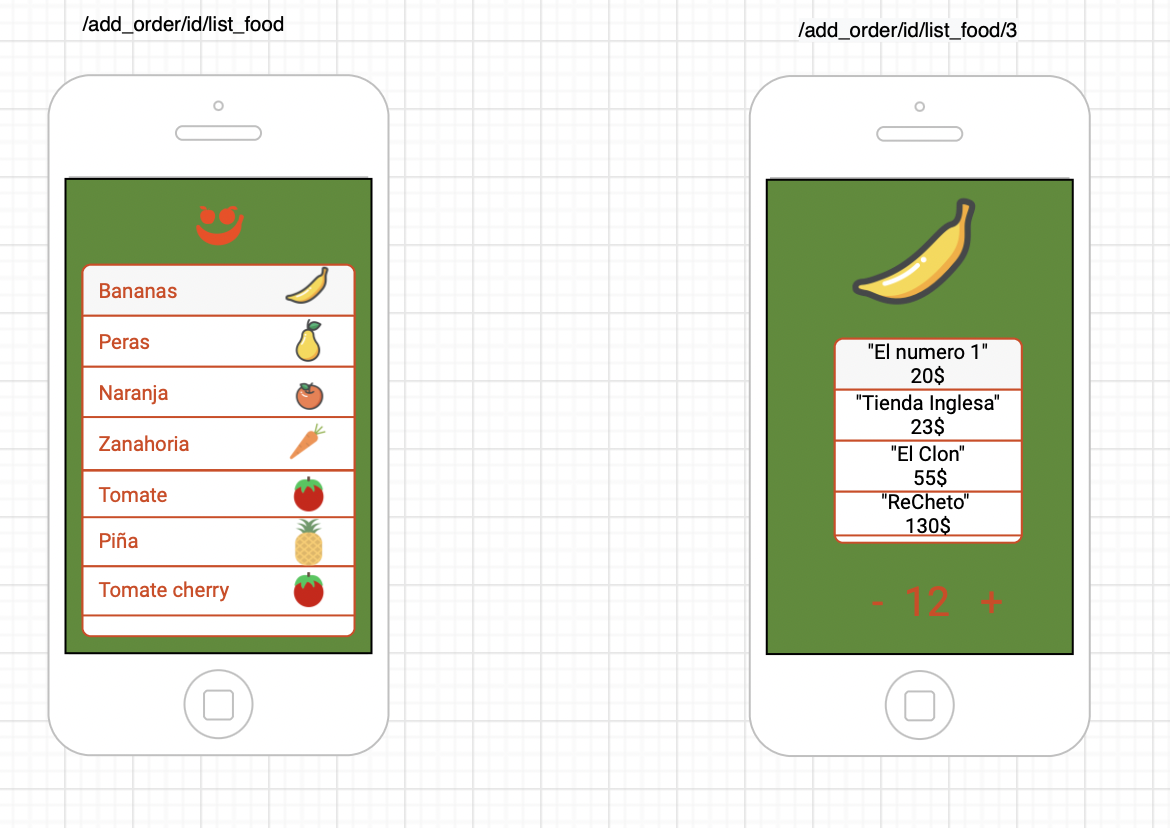 /add_order/id/list_food
Bananas
Peras
Naranja
Zanahoria
Tomate
Piña
Tomate cherry
/add_order/id/list_food/3
"El numero 1"
20$
"Tienda Inglesa"
23$
"El Clon"
55$
"ReCheto"
130$
- 12 +